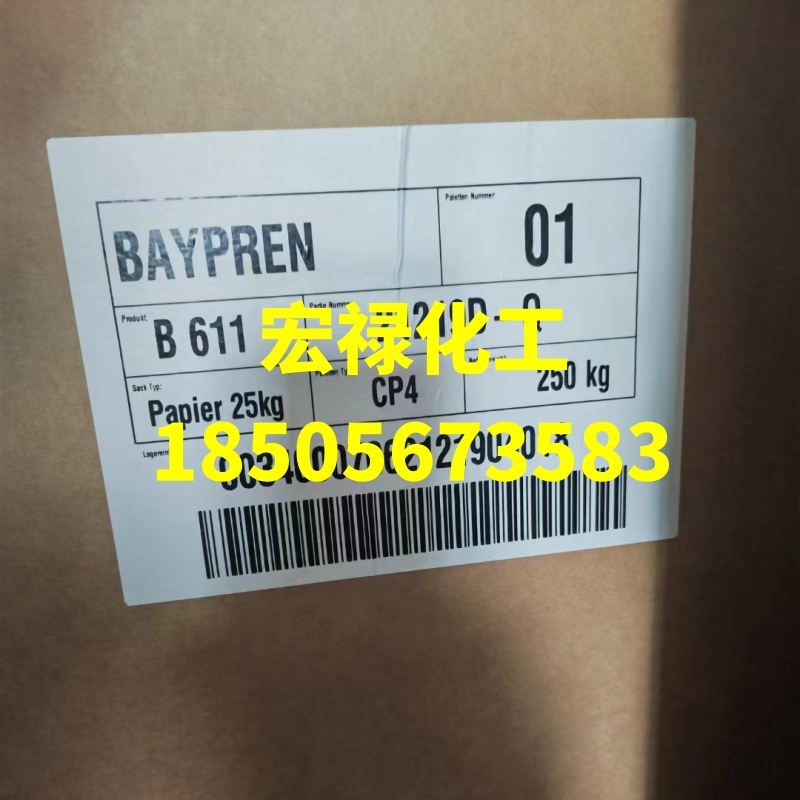 BAYPREN
Paletten Nummer
01
Produkt:
B 611
宏禄化工
Sack Typ:
Papier 25kg
CP4
250 kg
18505673583